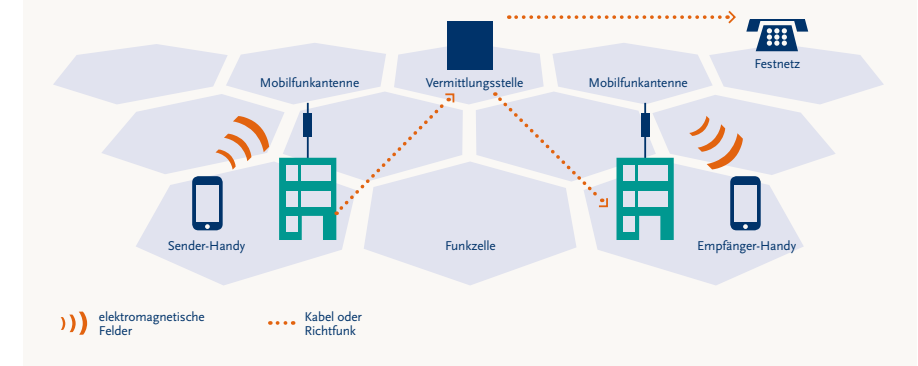 Festnetz
Mobilfunkantenne
Vermittlungsstelle
Mobilfunkantenne
Sender-Handy
Funkzelle
Empfänger-Handy
elektromagnetische
Felder
Kabel oder
Richtfunk